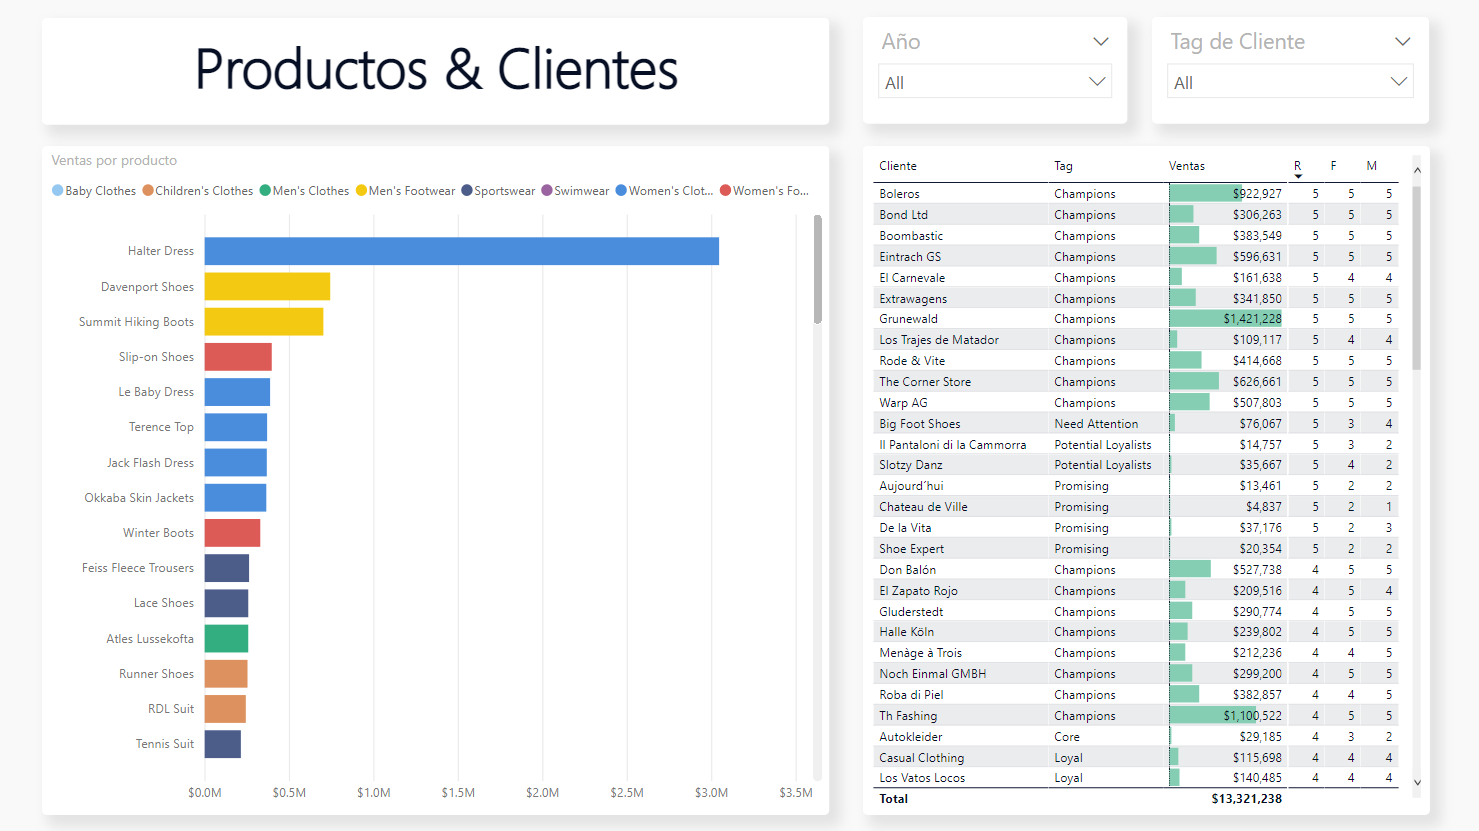 Productos & Clientes
Año
All
Tag de Cliente
All
Ventas por producto
Baby Clothes Children's Clothes Men's Clothes Men's Footwear Sportswear Swimwear Women's Clot... Women's Fo...
Halter Dress
Davenport Shoes
Summit Hiking Boots
Slip-on Shoes
Le Baby Dress
Terence Top
Jack Flash Dress
Okkaba Skin Jackets
Winter Boots
Feiss Fleece Trousers
Lace Shoes
Atles Lussekofta
Runner Shoes
RDL Suit
Tennis Suit
$0.0M $0.5M $1.0M $1.5M $2.0M $2.5M $3.0M $3.5M
Cliente Tag Ventas R F M
Boleros Champions $922,927 5 5 5
Bond Ltd Champions $306,263 5 5 5
Boombastic Champions $383,549 5 5 5
Eintrach GS Champions $596,631 5 5 5
El Carnevale Champions $161,638 5 4 4
Extrawagens Champions $341,850 5 5 5
Grunewald Champions $1,421,228 5 5 5
Los Trajes de Matador Champions $109,117 5 4 4
Rode & Vite Champions $414,668 5 5 5
The Corner Store Champions $626,661 5 5 5
Warp AG Champions $507,803 5 5 5
Big Foot Shoes Need Attention $76,067 5 3 4
Il Pantaloni di la Cammorra Potential Loyalists $14,757 5 3 2
Slotzy Danz Potential Loyalists $35,667 5 4 2
Aujourd´hui Promising $13,461 5 2 2
Chateau de Ville Promising $4,837 5 2 1
De la Vita Promising $37,176 5 2 3
Shoe Expert Promising $20,354 5 2 2
Don Balón Champions $527,738 4 5 5
El Zapato Rojo Champions $209,516 4 5 4
Gluderstedt Champions $290,774 4 5 5
Halle Köln Champions $239,802 4 5 5
Menàge à Trois Champions $212,236 4 4 5
Noch Einmal GMBH Champions $299,200 4 5 5
Roba di Piel Champions $382,857 4 4 5
Th Fashing Champions $1,100,522 4 5 5
Autokleider Core $29,185 4 3 2
Casual Clothing Loyal $115,698 4 4 4
Los Vatos Locos Loyal $140,485 4 4 4
Total $13,321,238